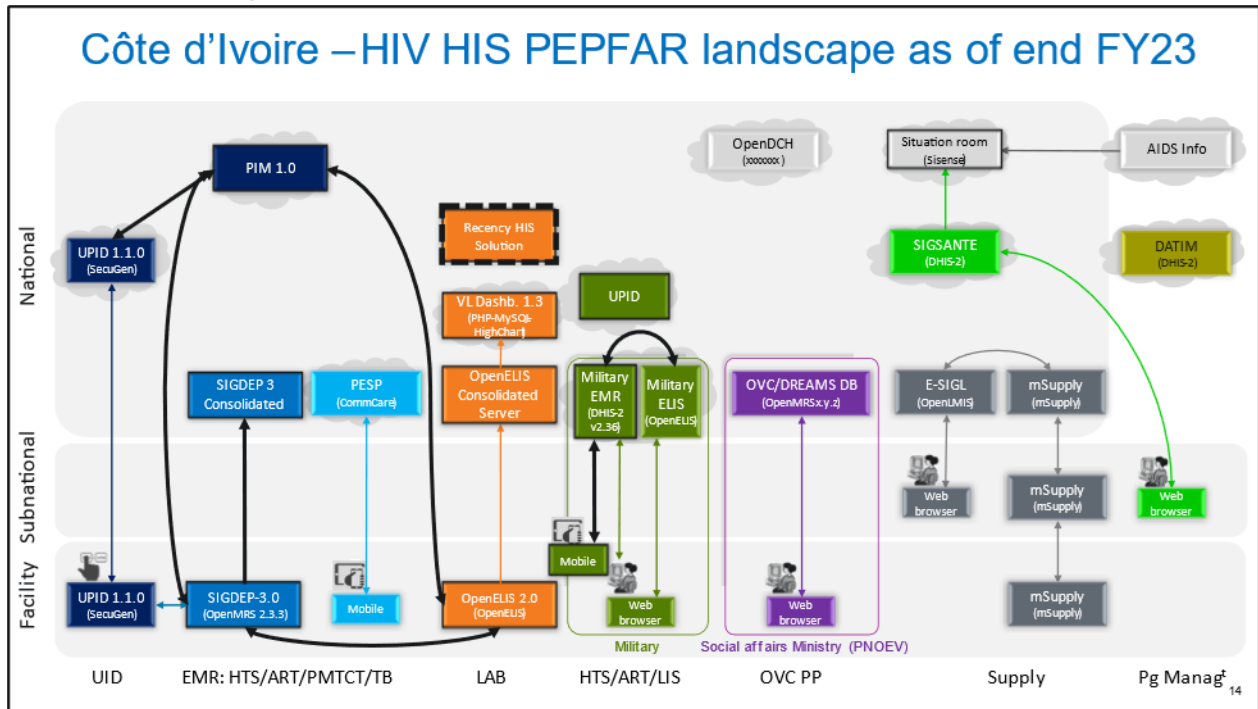 Côte d'Ivoire – HIV HIS PEPFAR landscape as of end FY23
National
Subnational
Facility
PIM 1.0
OpenDCH
(xxxxxxx )
Situation room
(Sisense)
AIDS Info
Recency HIS
Solution
UPID 1.1.0
(SecuGen)
SIGSANTE
(DHIS-2)
DATIM
(DHIS-2)
VL Dashb. 1.3
(PHP-MySQL-
HighChart)
UPID
SIGDEP 3
Consolidated
PESP
(CommCare)
OpenELIS
Consolidated
Server
Military
EMR
(DHIS-2
v2.36)
Military
ELIS
(OpenELIS)
OVC/DREAMS DB
(OpenMRSx.y.z)
E-SIGL
(OpenLMIS)
mSupply
(mSupply)
Web
browser
mSupply
(mSupply)
Web
browser
Mobile
UPID 1.1.0
(SecuGen)
SIGDEP-3.0
(OpenMRS 2.3.3)
Mobile
OpenELIS 2.0
(OpenELIS)
Web
browser
Web
browser
mSupply
(mSupply)
Military
Social affairs Ministry (PNOEV)
UID
EMR: HTS/ART/PMTCT/TB
LAB
HTS/ART/LIS
OVC PP
Supply
Pg Managt
14